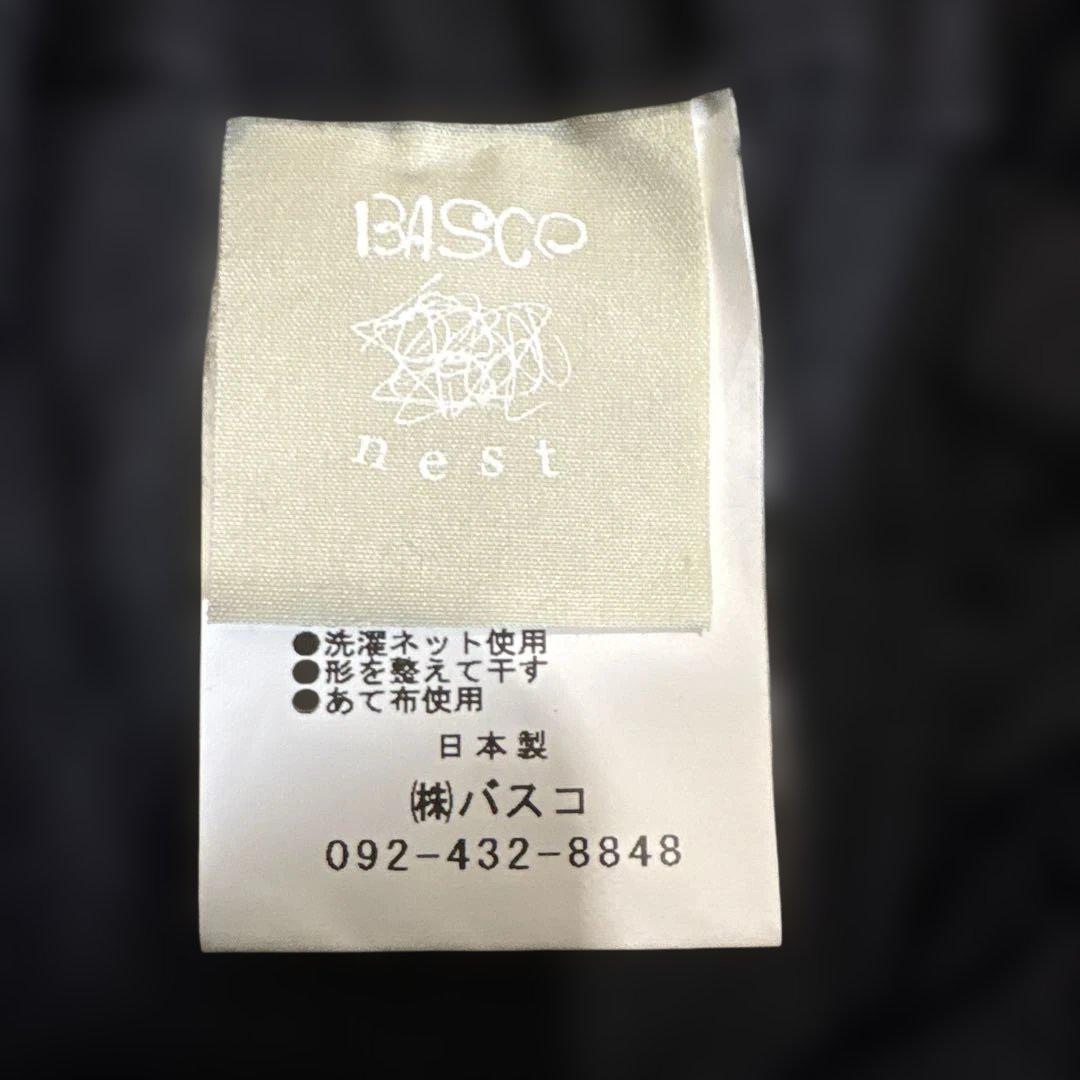 BASCO
nest
●洗濯ネット使用
●形を整えて干す
●あて布使用
日本製
㈱バスコ
092-432-8848